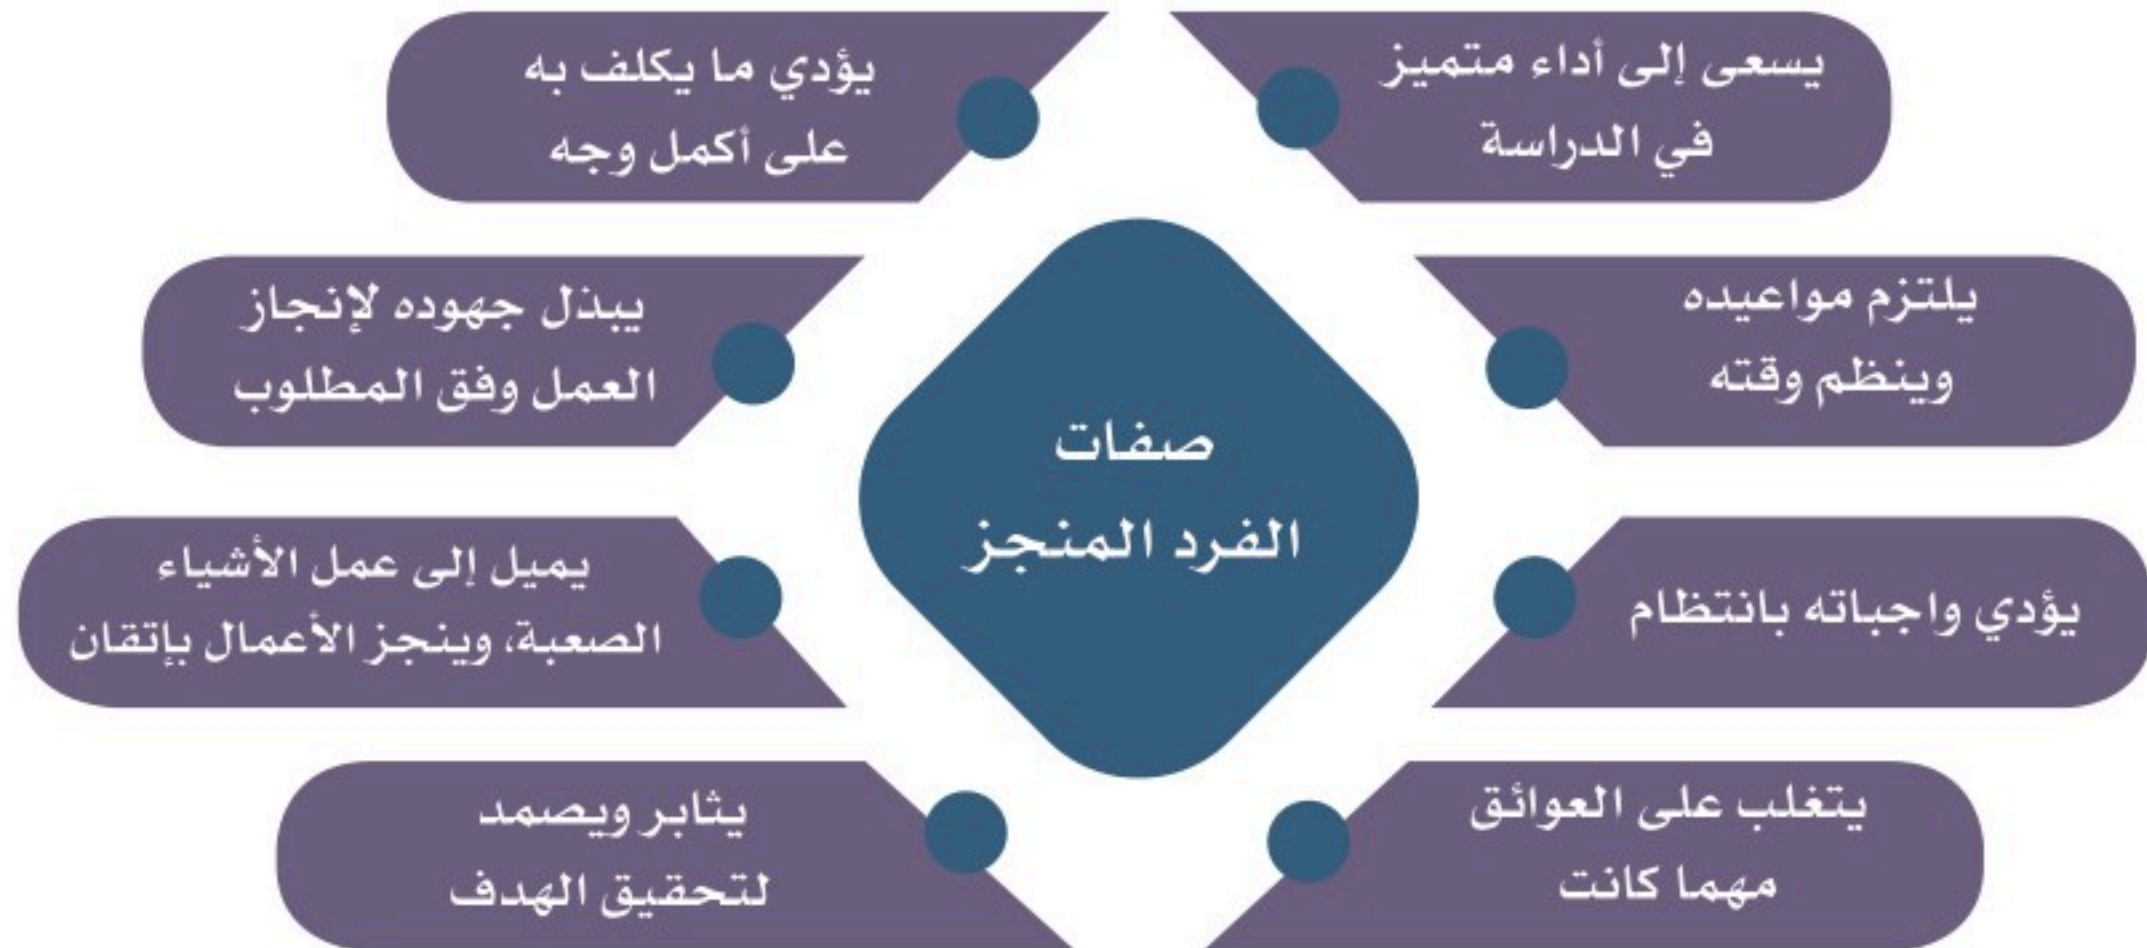 صفات
الفرد المنجز
يسعى إلى أداء متميز
في الدراسة
يلتزم مواعيده
وينظم وقته
يؤدي واجباته بانتظام
يتغلب على العوائق
مهما كانت
يؤدي ما يكلف به
على أكمل وجه
يبذل جهوده لإنجاز
العمل وفق المطلوب
يميل إلى عمل الأشياء
الصعبة، وينجز الأعمال بإتقان
يثابر ويصمد
لتحقيق الهدف